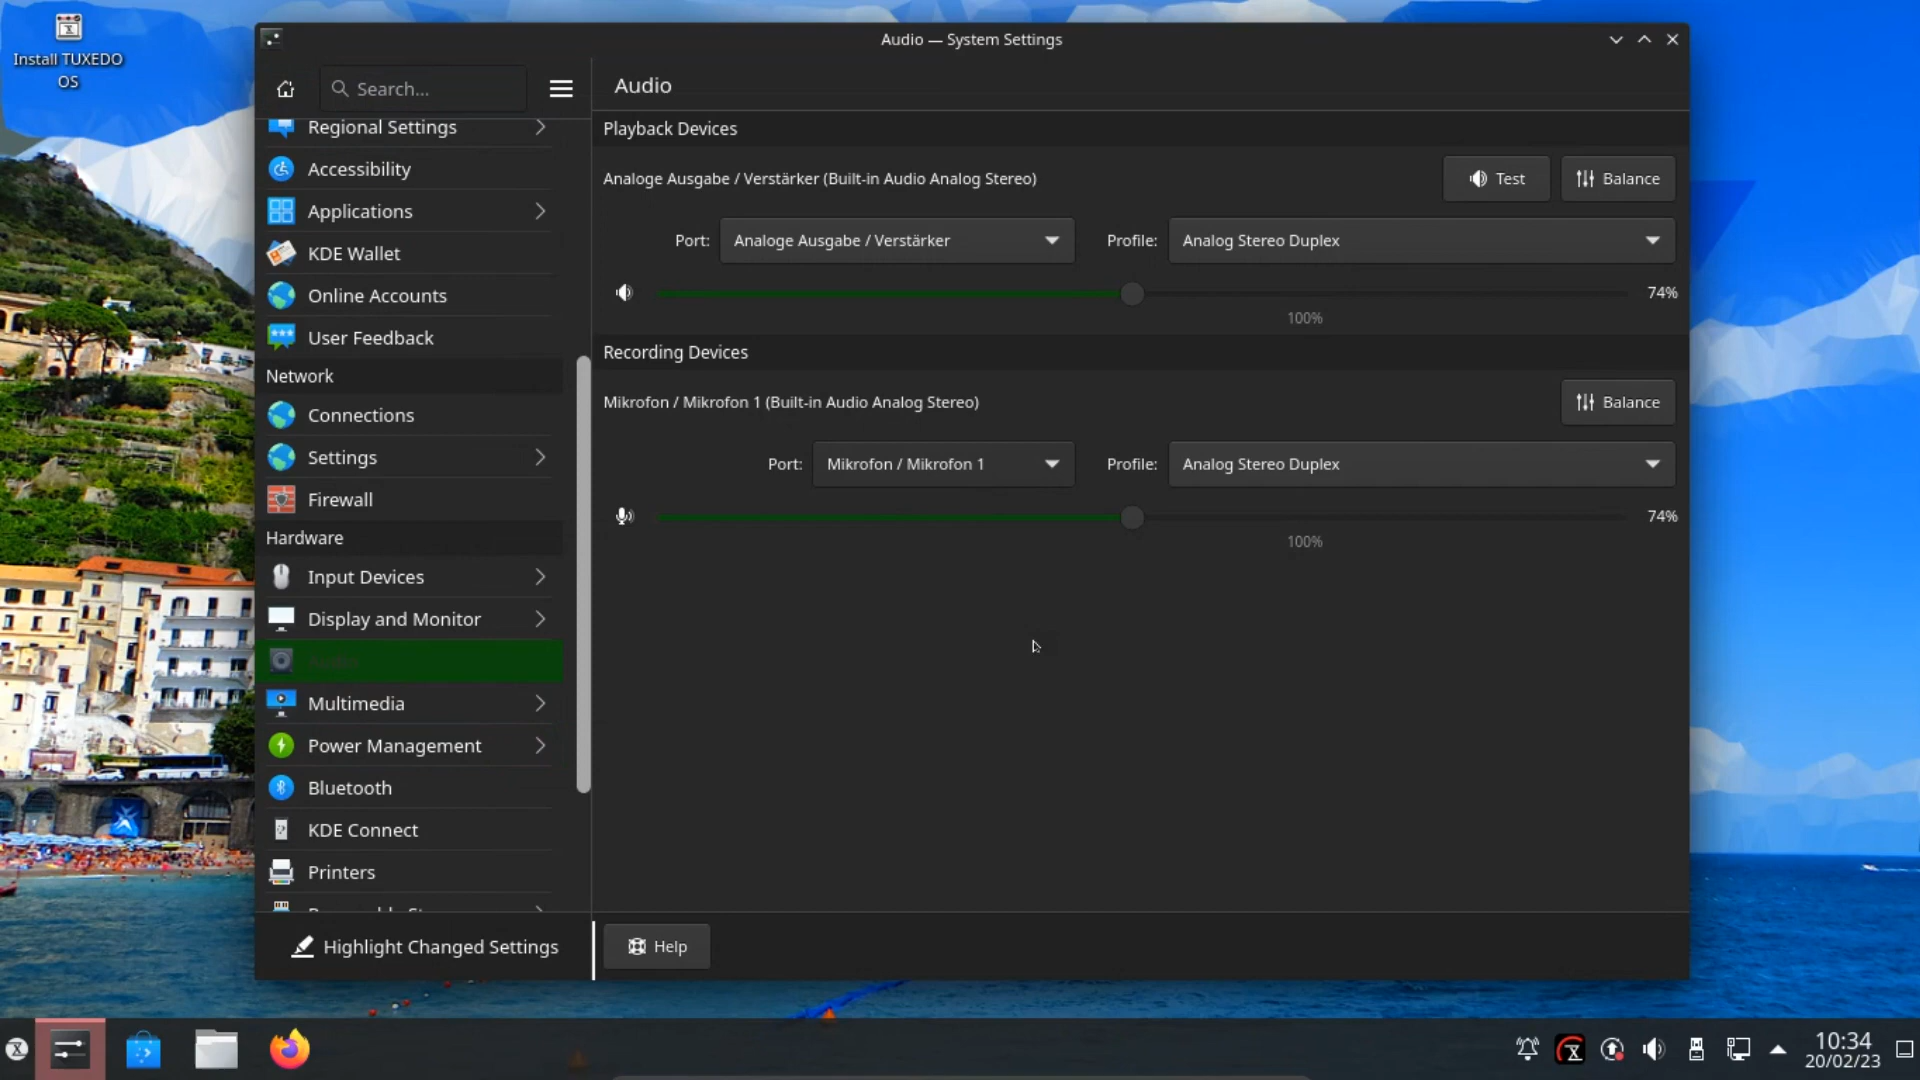 Install TUXEDO
OS
Audio — System Settings
Search...
Audio
Regional Settings
Accessibility
Applications
KDE Wallet
Online Accounts
User Feedback
Network
Connections
Settings
Firewall
Hardware
Input Devices
Display and Monitor
Audio
Multimedia
Power Management
Bluetooth
KDE Connect
Printers
Highlight Changed Settings
Playback Devices
Analoge Ausgabe / Verstärker (Built-in Audio Analog Stereo)
Test
Balance
Port: Analoge Ausgabe / Verstärker
Profile: Analog Stereo Duplex
74%
100%
Recording Devices
Mikrofon / Mikrofon 1 (Built-in Audio Analog Stereo)
Balance
Port: Mikrofon / Mikrofon 1
Profile: Analog Stereo Duplex
74%
100%
Help
10:34
20/02/23